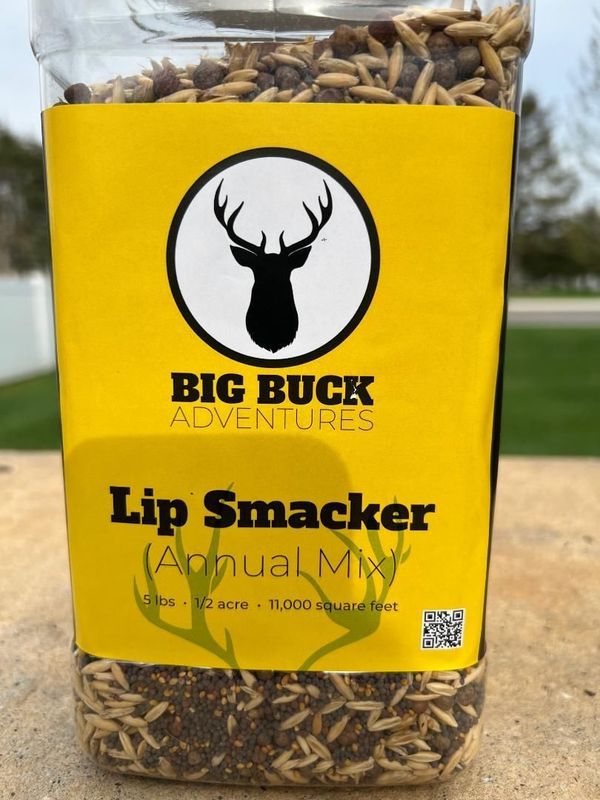 BIG BUCK
ADVENTURES
Lip Smacker
(Annual Mix)
5 lbs · 1/2 acre · 11,000 square feet